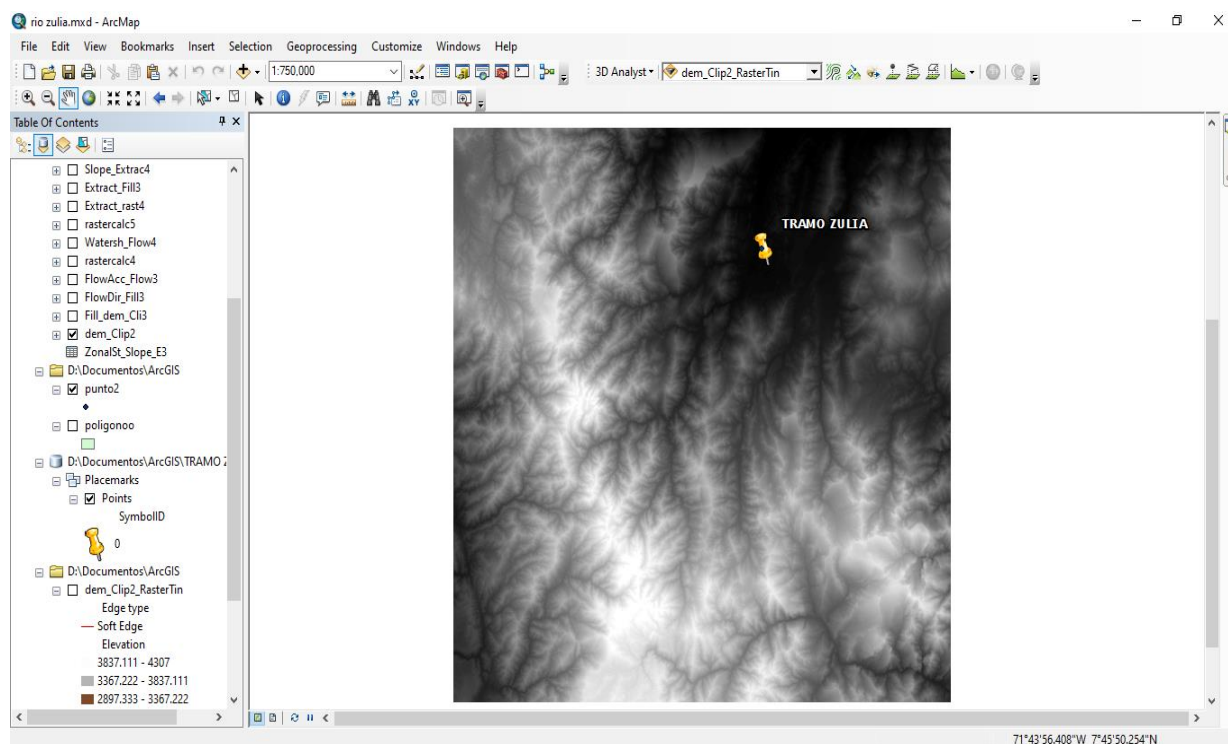 rio zulia.mxd - ArcMap
File Edit View Bookmarks Insert Selection Geoprocessing Customize Windows Help
1:750,000
3D Analyst
dem_Clip2_RasterTin
Table Of Contents
Slope_Extrac4
Extract_Fill3
Extract_rast4
rastercalc5
Watersh_Flow4
rastercalc4
FlowAcc_Flow3
FlowDir_Fill3
Fill_dem_Cli3
dem_Clip2
ZonalSt_Slope_E3
D:\Documentos\ArcGIS
punto2
poligonoo
D:\Documentos\ArcGIS\TRAMO Z
Placemarks
Points
SymbolID
0
D:\Documentos\ArcGIS
dem_Clip2_RasterTin
Edge type
Soft Edge
Elevation
3837.111 - 4307
3367.222 - 3837.111
2897.333 - 3367.222
TRAMO ZULIA
71°43'56.408"W 7°45'50.254"N